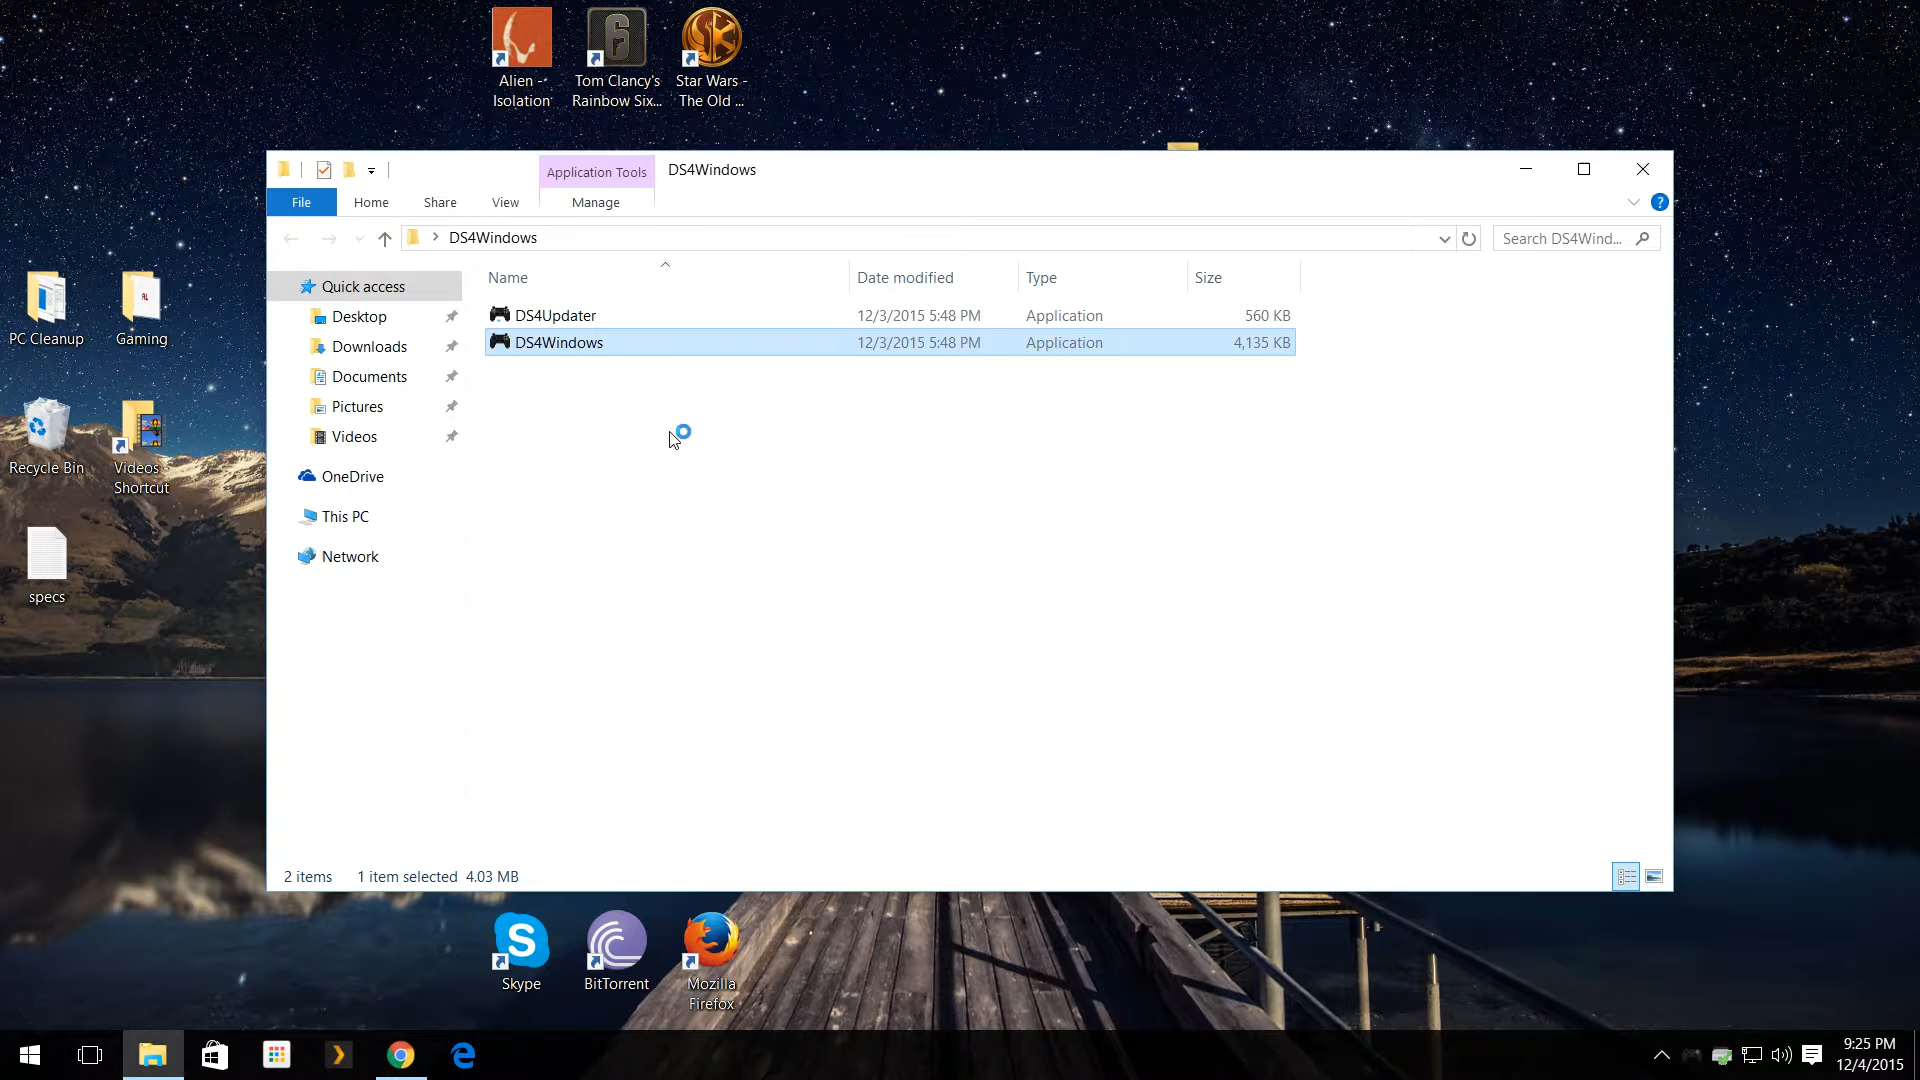 Alien -
Isolation
Tom Clancy's
Rainbow Six...
Star Wars -
The Old ...
Application Tools
DS4Windows
File
Home
Share
View
Manage
?
DS4Windows
Search DS4Wind...
Name
Date modified
Type
Size
Quick access
Desktop
Downloads
Documents
Pictures
Videos
OneDrive
This PC
Network
DS4Updater
12/3/2015 5:48 PM
Application
560 KB
DS4Windows
12/3/2015 5:48 PM
Application
4,135 KB
PC Cleanup
Gaming
Recycle Bin
Videos -
Shortcut
specs
2 items
1 item selected 4.03 MB
Skype
BitTorrent
Mozilla
Firefox
9:25 PM
12/4/2015